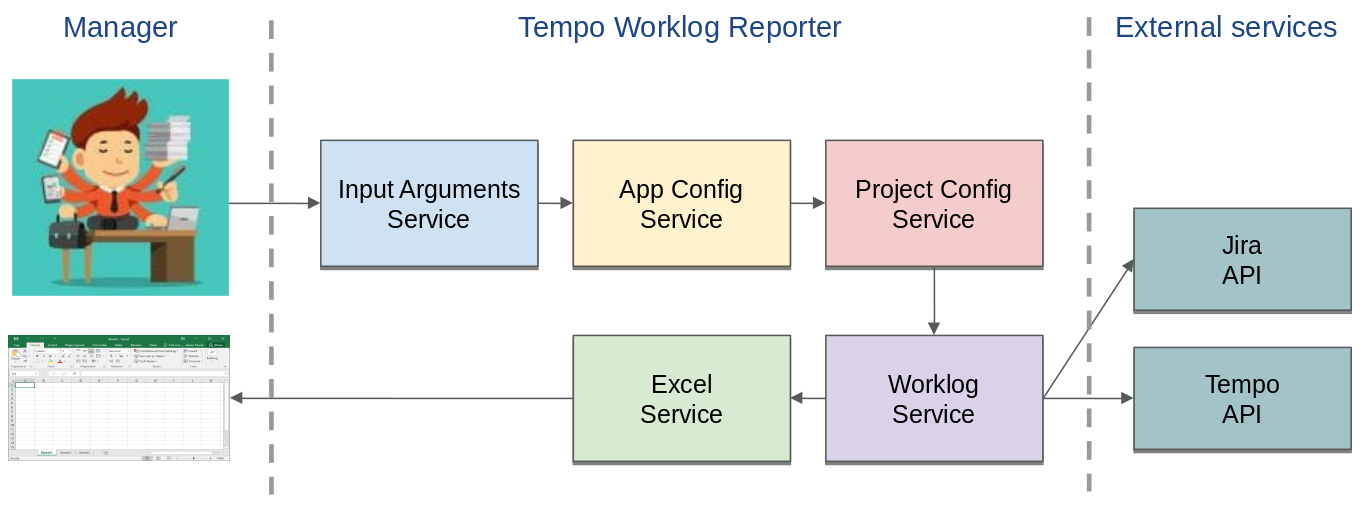 Manager
Tempo Worklog Reporter
External services
Input Arguments
Service
App Config
Service
Project Config
Service
Jira
API
Excel
Service
Worklog
Service
Tempo
API